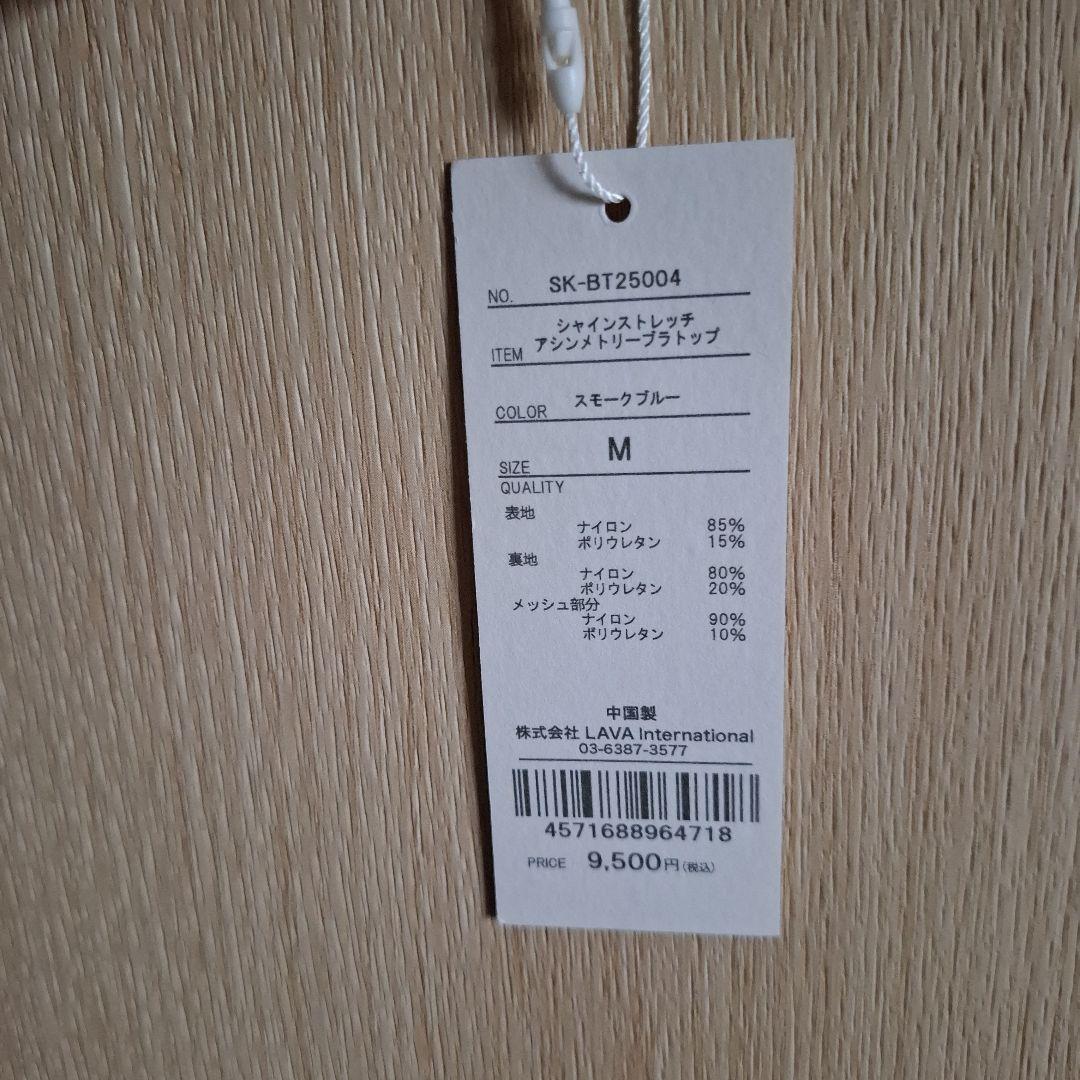 NO. SK-BT25004
シャインストレッチ
ITEM アシンメトリーブラトップ
COLOR スモークブルー
SIZE M
QUALITY
表地
ナイロン 85%
ポリウレタン 15%
裏地
ナイロン 80%
ポリウレタン 20%
メッシュ部分
ナイロン 90%
ポリウレタン 10%
中国製
株式会社 LAVA International
03-6387-3577
4571688964718
PRICE 9,500円(税込)